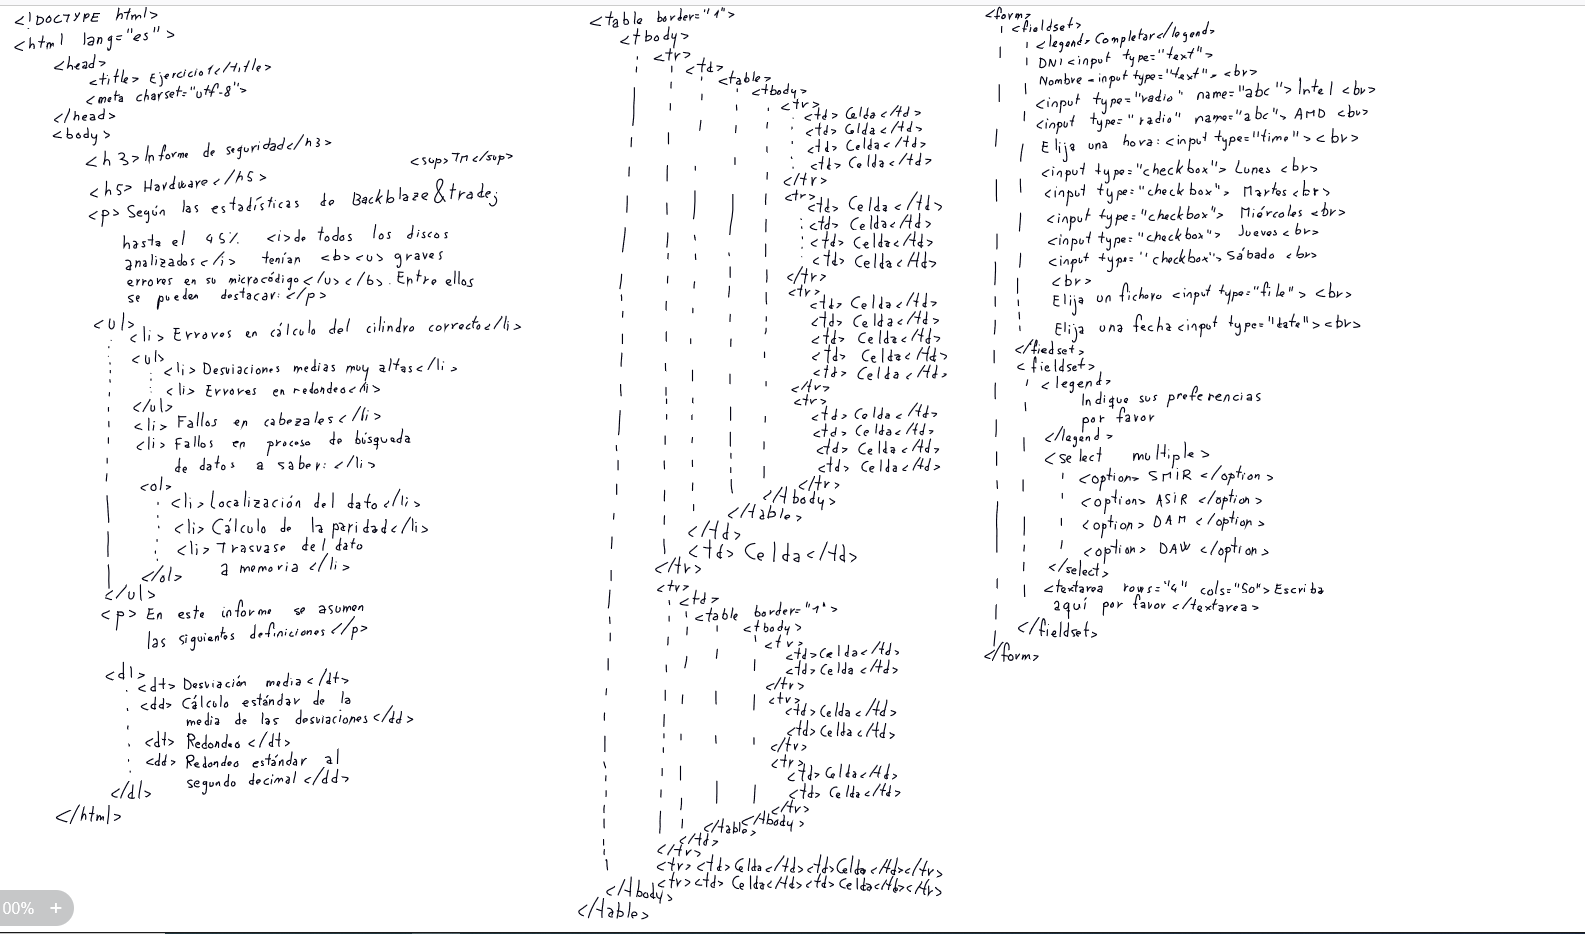 <!DOCTYPE html>
<html lang="es">
<head>
<title> Ejercicio1</title>
<meta charset="utf-8">
</head>
<body>
<h3>Informe de seguridad</h3>
<sup>TM</sup>
<h5> Hardware</h5>
<p> Según las estadísticas de Backblaze&trade;
hasta el 45% <i>de todos los discos
analizados</i> tenían <b><u> graves
errores en su microcódigo</u></b>. Entre ellos
se pueden destacar:</p>
<ul>
<li> Errores en cálculo del cilindro correcto</li>
<ul>
<li> Desviaciones medias muy altas</li>
<li> Errores en redondeo</li>
</ul>
<li> Fallos en cabezales</li>
<li> Fallos en proceso de búsqueda
de datos a saber:</li>
<ol>
<li> Localización del dato</li>
<li> Cálculo de la paridad</li>
<li> Trasvase del dato
a memoria </li>
</ol>
</ul>
<p> En este informe se asumen
las siguientes definiciones</p>
<dl>
<dt> Desviación media</dt>
<dd> Cálculo estándar de la
media de las desviaciones</dd>
<dt> Redondeo </dt>
<dd> Redondeo estándar al
segundo decimal </dd>
</dl>
</html>
<table border="1">
<tbody>
<tr>
<td>
<table>
<tbody>
<tr>
<td> Celda</td>
<td> Celda</td>
<td> Celda</td>
<td> Celda</td>
</tr>
<tr>
<td> Celda</td>
<td> Celda</td>
<td> Celda</td>
<td> Celda</td>
</tr>
<tr>
<td> Celda</td>
<td> Celda</td>
<td> Celda</td>
<td> Celda</td>
<td> Celda</td>
</tr>
<tr>
<td> Celda</td>
<td> Celda</td>
<td> Celda</td>
<td> Celda</td>
</tr>
</tbody>
</table>
</td>
<td> Celda</td>
</tr>
<tr>
<td>
<table border="1">
<tbody>
<tr>
<td>Celda</td>
<td>Celda</td>
</tr>
<tr>
<td>Celda</td>
<td>Celda</td>
</tr>
<tr>
<td>Celda</td>
<td> Celda</td>
</tr>
</tbody>
</table>
</td>
</tr>
<tr><td> Celda</td><td>Celda</td></tr>
<tr><td> Celda</td><td>Celda</td></tr>
</tbody>
</table>
<form>
<fieldset>
<legend> Completar</legend>
DNI <input type="text">
Nombre <input type="text"> <br>
<input type="radio" name="abc"> Intel <br>
<input type="radio" name="abc"> AMD <br>
Elija una hora:<input type="time"><br>
<input type="checkbox"> Lunes <br>
<input type="checkbox"> Martes <br>
<input type="checkbox"> Miércoles <br>
<input type="checkbox"> Jueves <br>
<input type="checkbox"> Sábado <br>
<br>
Elija un fichero <input type="file"> <br>
Elija una fecha <input type="date"><br>
</fiedset>
<fieldset>
<legend>
Indique sus preferencias
por favor
</legend>
<select multiple>
<option> SMIR </option>
<option> ASIR </option>
<option> DAM </option>
<option> DAW </option>
</select>
<textarea rows="4" cols="50"> Escriba
aquí por favor </textarea>
</fieldset>
</form>
00% +